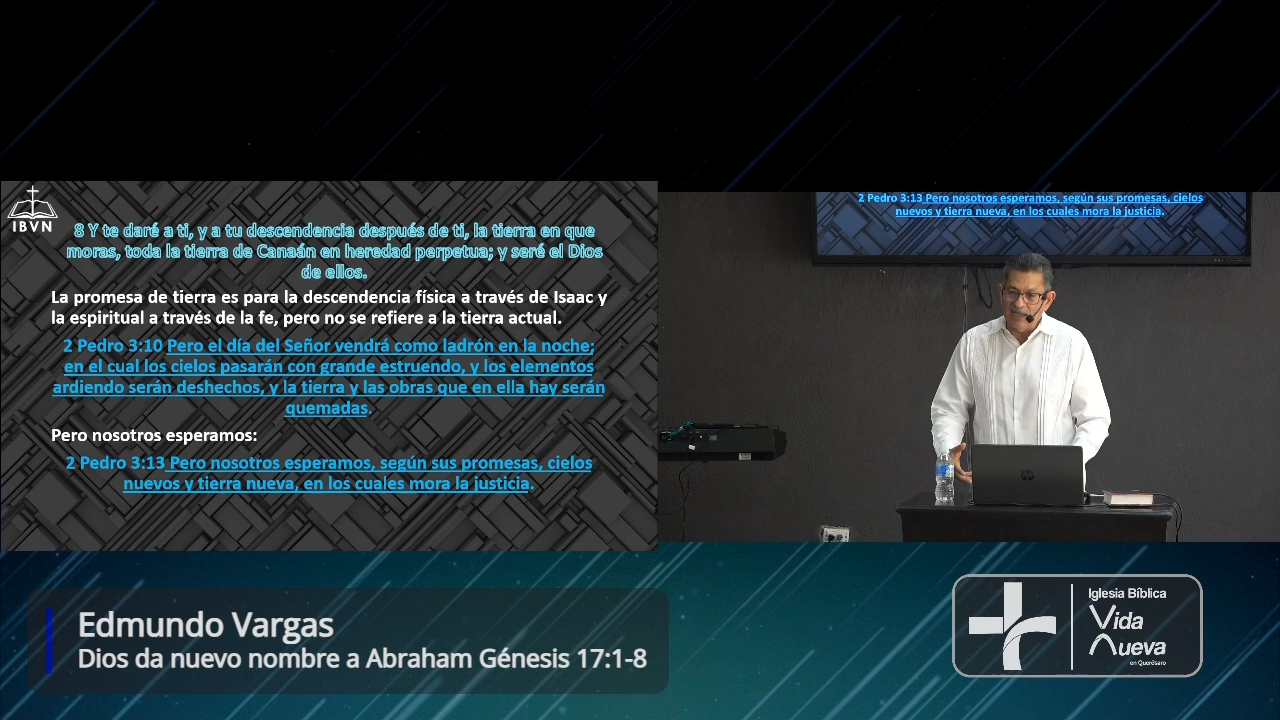 IBVN
8 Y te daré a ti, y a tu descendencia después de ti, la tierra en que
moras, toda la tierra de Canaán en heredad perpetua; y seré el Dios
de ellos.
La promesa de tierra es para la descendencia física a través de Isaac y
la espiritual a través de la fe, pero no se refiere a la tierra actual.
2 Pedro 3:10 Pero el día del Señor vendrá como ladrón en la noche;
en el cual los cielos pasarán con grande estruendo, y los elementos
ardiendo serán deshechos, y la tierra y las obras que en ella hay serán
quemadas.
Pero nosotros esperamos:
2 Pedro 3:13 Pero nosotros esperamos, según sus promesas, cielos
nuevos y tierra nueva, en los cuales mora la justicia.
2 Pedro 3:13 Pero nosotros esperamos, según sus promesas, cielos
nuevos y tierra nueva, en los cuales mora la justicia.
hp
Edmundo Vargas
Dios da nuevo nombre a Abraham Génesis 17:1-8
Iglesia Bíblica
Vida
Nueva
en Querétaro